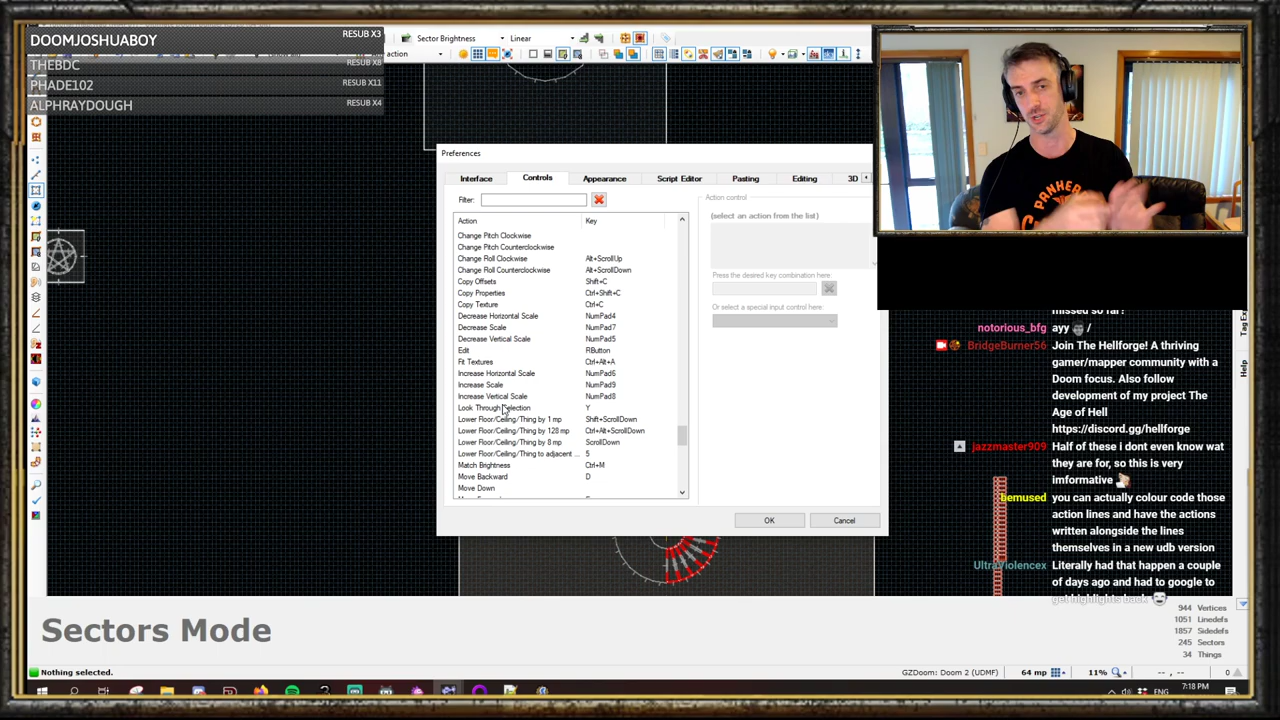 DOOMJOSHUABOY RESUB X3
THEBDC RESUB X8
PHADE102 RESUB X11
ALPHRAYDOUGH RESUB X4
Sector Brightness Linear
action
Preferences
Interface Controls Appearance Script Editor Pasting Editing 3D
Filter:
Action Key
Change Pitch Clockwise
Change Pitch Counterclockwise
Change Roll Clockwise Alt+ScrollUp
Change Roll Counterclockwise Alt+ScrollDown
Copy Offsets Shift+C
Copy Properties Ctrl+Shift+C
Copy Texture Ctrl+C
Decrease Horizontal Scale NumPad4
Decrease Scale NumPad7
Decrease Vertical Scale NumPad5
Edit RButton
Fit Textures Ctrl+Alt+A
Increase Horizontal Scale NumPad6
Increase Scale NumPad9
Increase Vertical Scale NumPad8
Look Through Selection Y
Lower Floor/Ceiling/Thing by 1 mp Shift+ScrollDown
Lower Floor/Ceiling/Thing by 128 mp Ctrl+Alt+ScrollDown
Lower Floor/Ceiling/Thing by 8 mp ScrollDown
Lower Floor/Ceiling/Thing to adjacent ... 5
Match Brightness Ctrl+M
Move Backward D
Move Down
Action control
(select an action from the list)
Press the desired key combination here:
Or select a special input control here:
OK Cancel
PANHE
missed so far?
notorious_bfg ayy /
BridgeBurner56 Join The Hellforge! A thriving
gamer/mapper community with a
Doom focus. Also follow
development of my project The
Age of Hell
https://discord.gg/hellforge
jazzmaster909 Half of these i dont even know wat
they are for, so this is very
imformative
bemused you can actually colour code those
action lines and have the actions
written alongside the lines
themselves in a new udb version
UltraViolencex Literally had that happen a couple
of days ago and had to google to
get highlights back
Tag Ex
Help
944 Vertices
1051 Linedefs
1857 Sidedefs
245 Sectors
34 Things
Sectors Mode
Nothing selected. GZDoom: Doom 2 (UDMF) 64 mp 11% -- , -- 0
ENG 7:18 PM